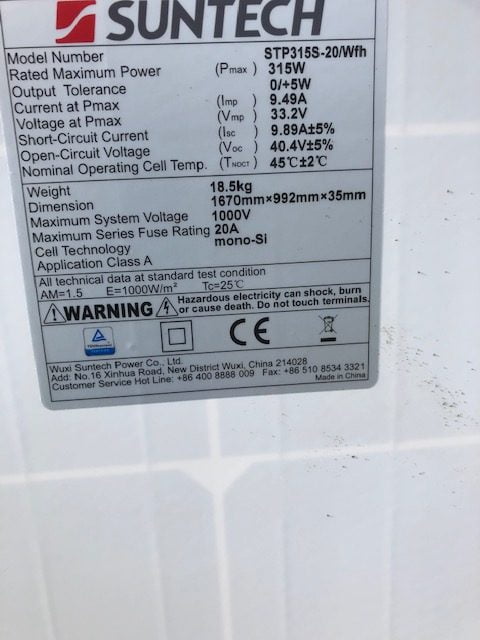 SUNTECH
Model Number STP315S-20/Wfh
Rated Maximum Power (Pmax) 315W
Output Tolerance 0/+5W
Current at Pmax (Imp) 9.49A
Voltage at Pmax (Vmp) 33.2V
Short-Circuit Current (Isc) 9.89A±5%
Open-Circuit Voltage (Voc) 40.4V±5%
Nominal Operating Cell Temp. (TNOCT) 45℃±2℃
Weight 18.5kg
Dimension 1670mm×992mm×35mm
Maximum System Voltage 1000V
Maximum Series Fuse Rating 20A
Cell Technology mono-Si
Application Class A
All technical data at standard test condition
AM=1.5 E=1000W/m² Tc=25℃
WARNING Hazardous electricity can shock, burn
or cause death. Do not touch terminals.
CE
Wuxi Suntech Power Co., Ltd.
Add: No.16 Xinhua Road, New District Wuxi, China 214028
Customer Service Hot Line: +86 400 8888 009 Fax: +86 510 8534 3321
Made in China